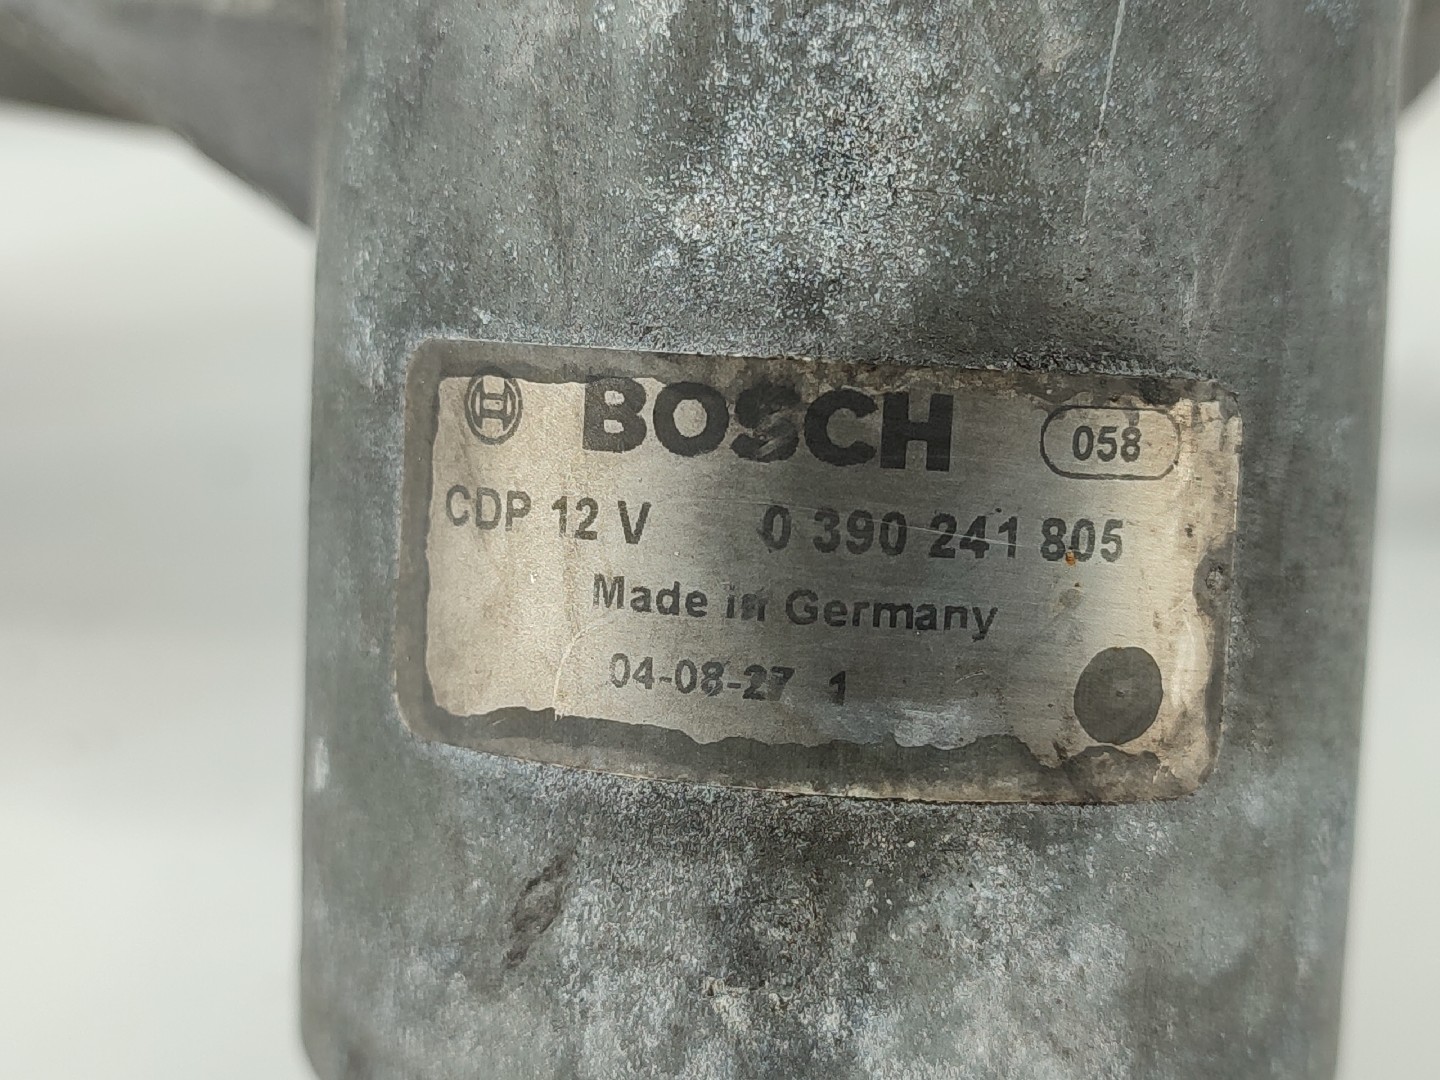 BOSCH 058
CDP 12 V 0 390 241 805
Made in Germany
04-08-27 1